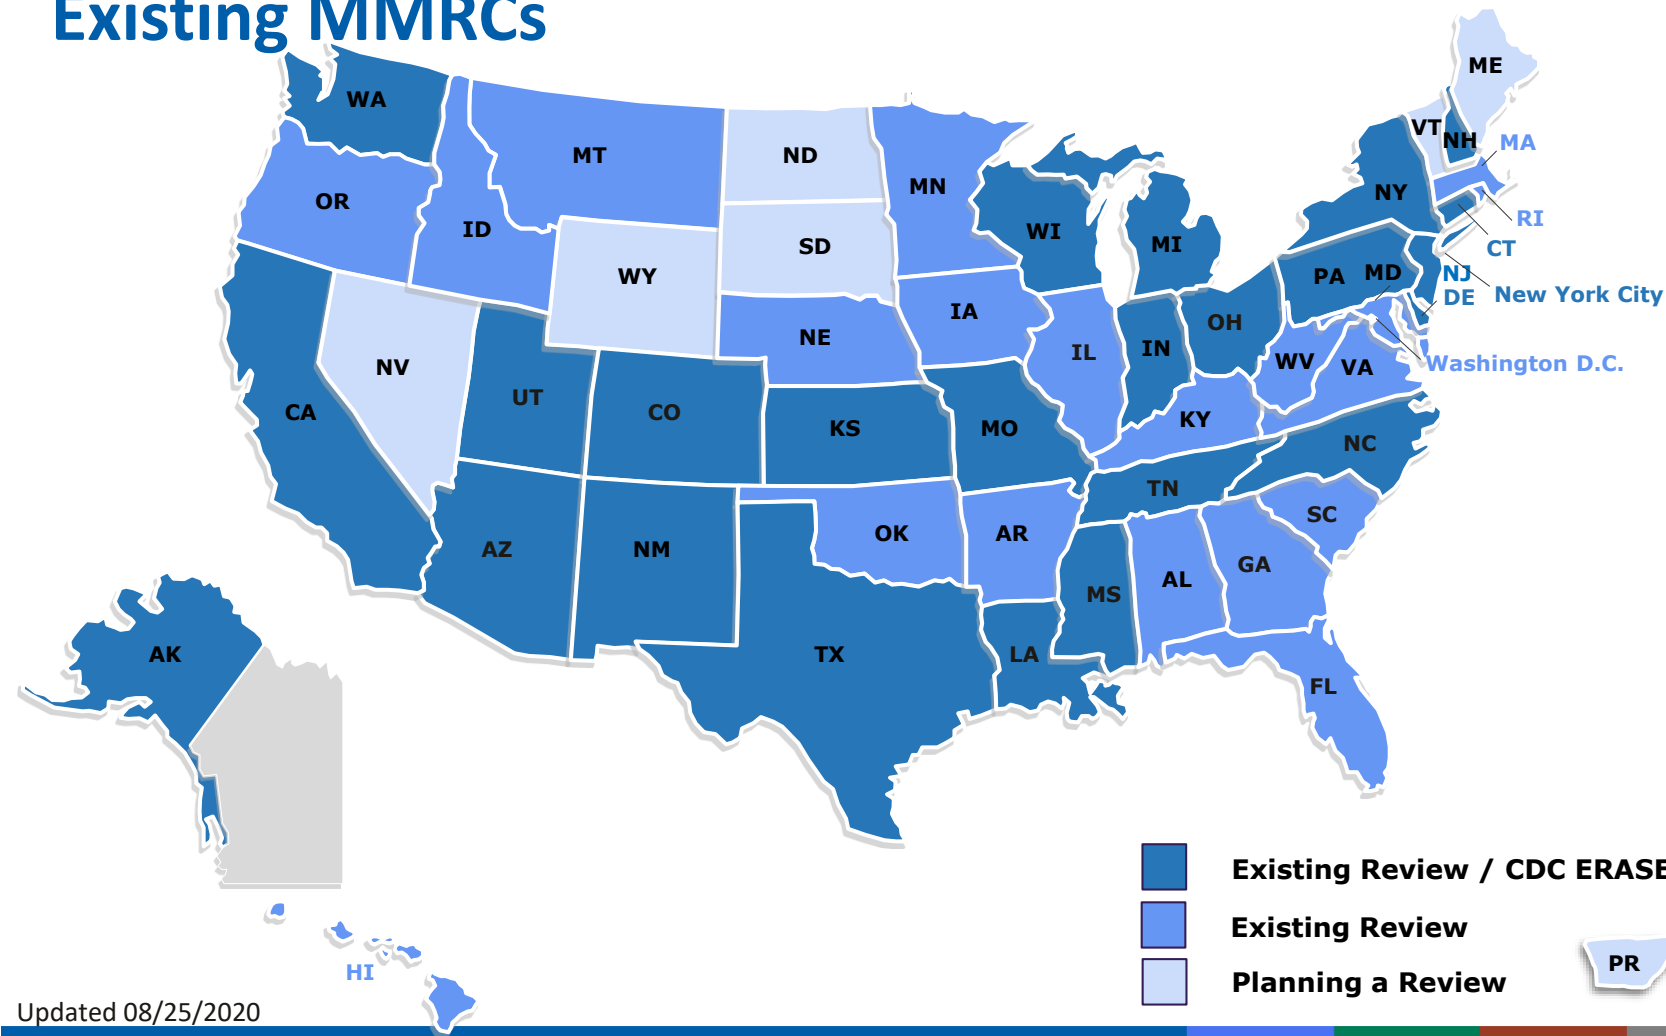 Existing MMRCs
ME
WA
VT
NH
MA
MT
ND
MN
NY
OR
ID
SD
WI
MI
RI
CT
WY
PA
MD
NJ
DE
New York City
NE
IA
OH
IL
IN
WV
VA
Washington D.C.
NV
UT
CO
CA
KS
MO
KY
NC
TN
AZ
NM
OK
AR
SC
MS
AL
GA
AK
TX
LA
FL
Existing Review / CDC ERASE
Existing Review
Planning a Review
PR
HI
Updated 08/25/2020